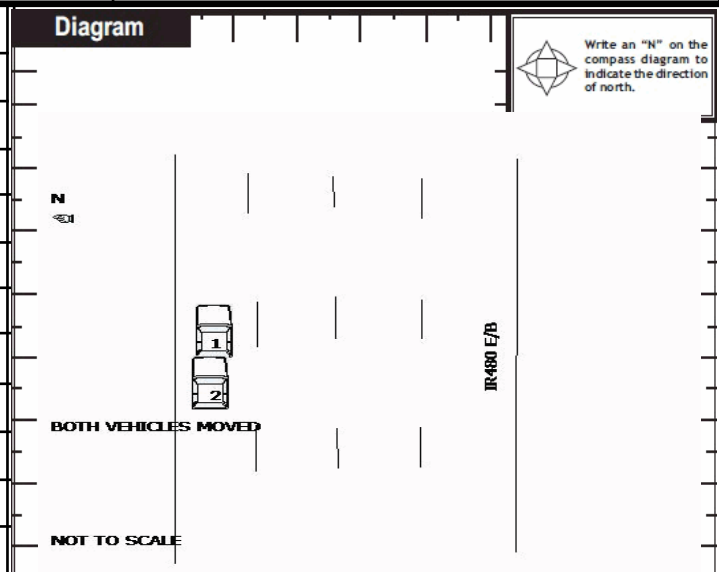 Diagram
Write an “N” on the
compass diagram to
indicate the direction
of north.
N
1
IR480 E/B
2
BOTH VEHICLES MOVED
NOT TO SCALE